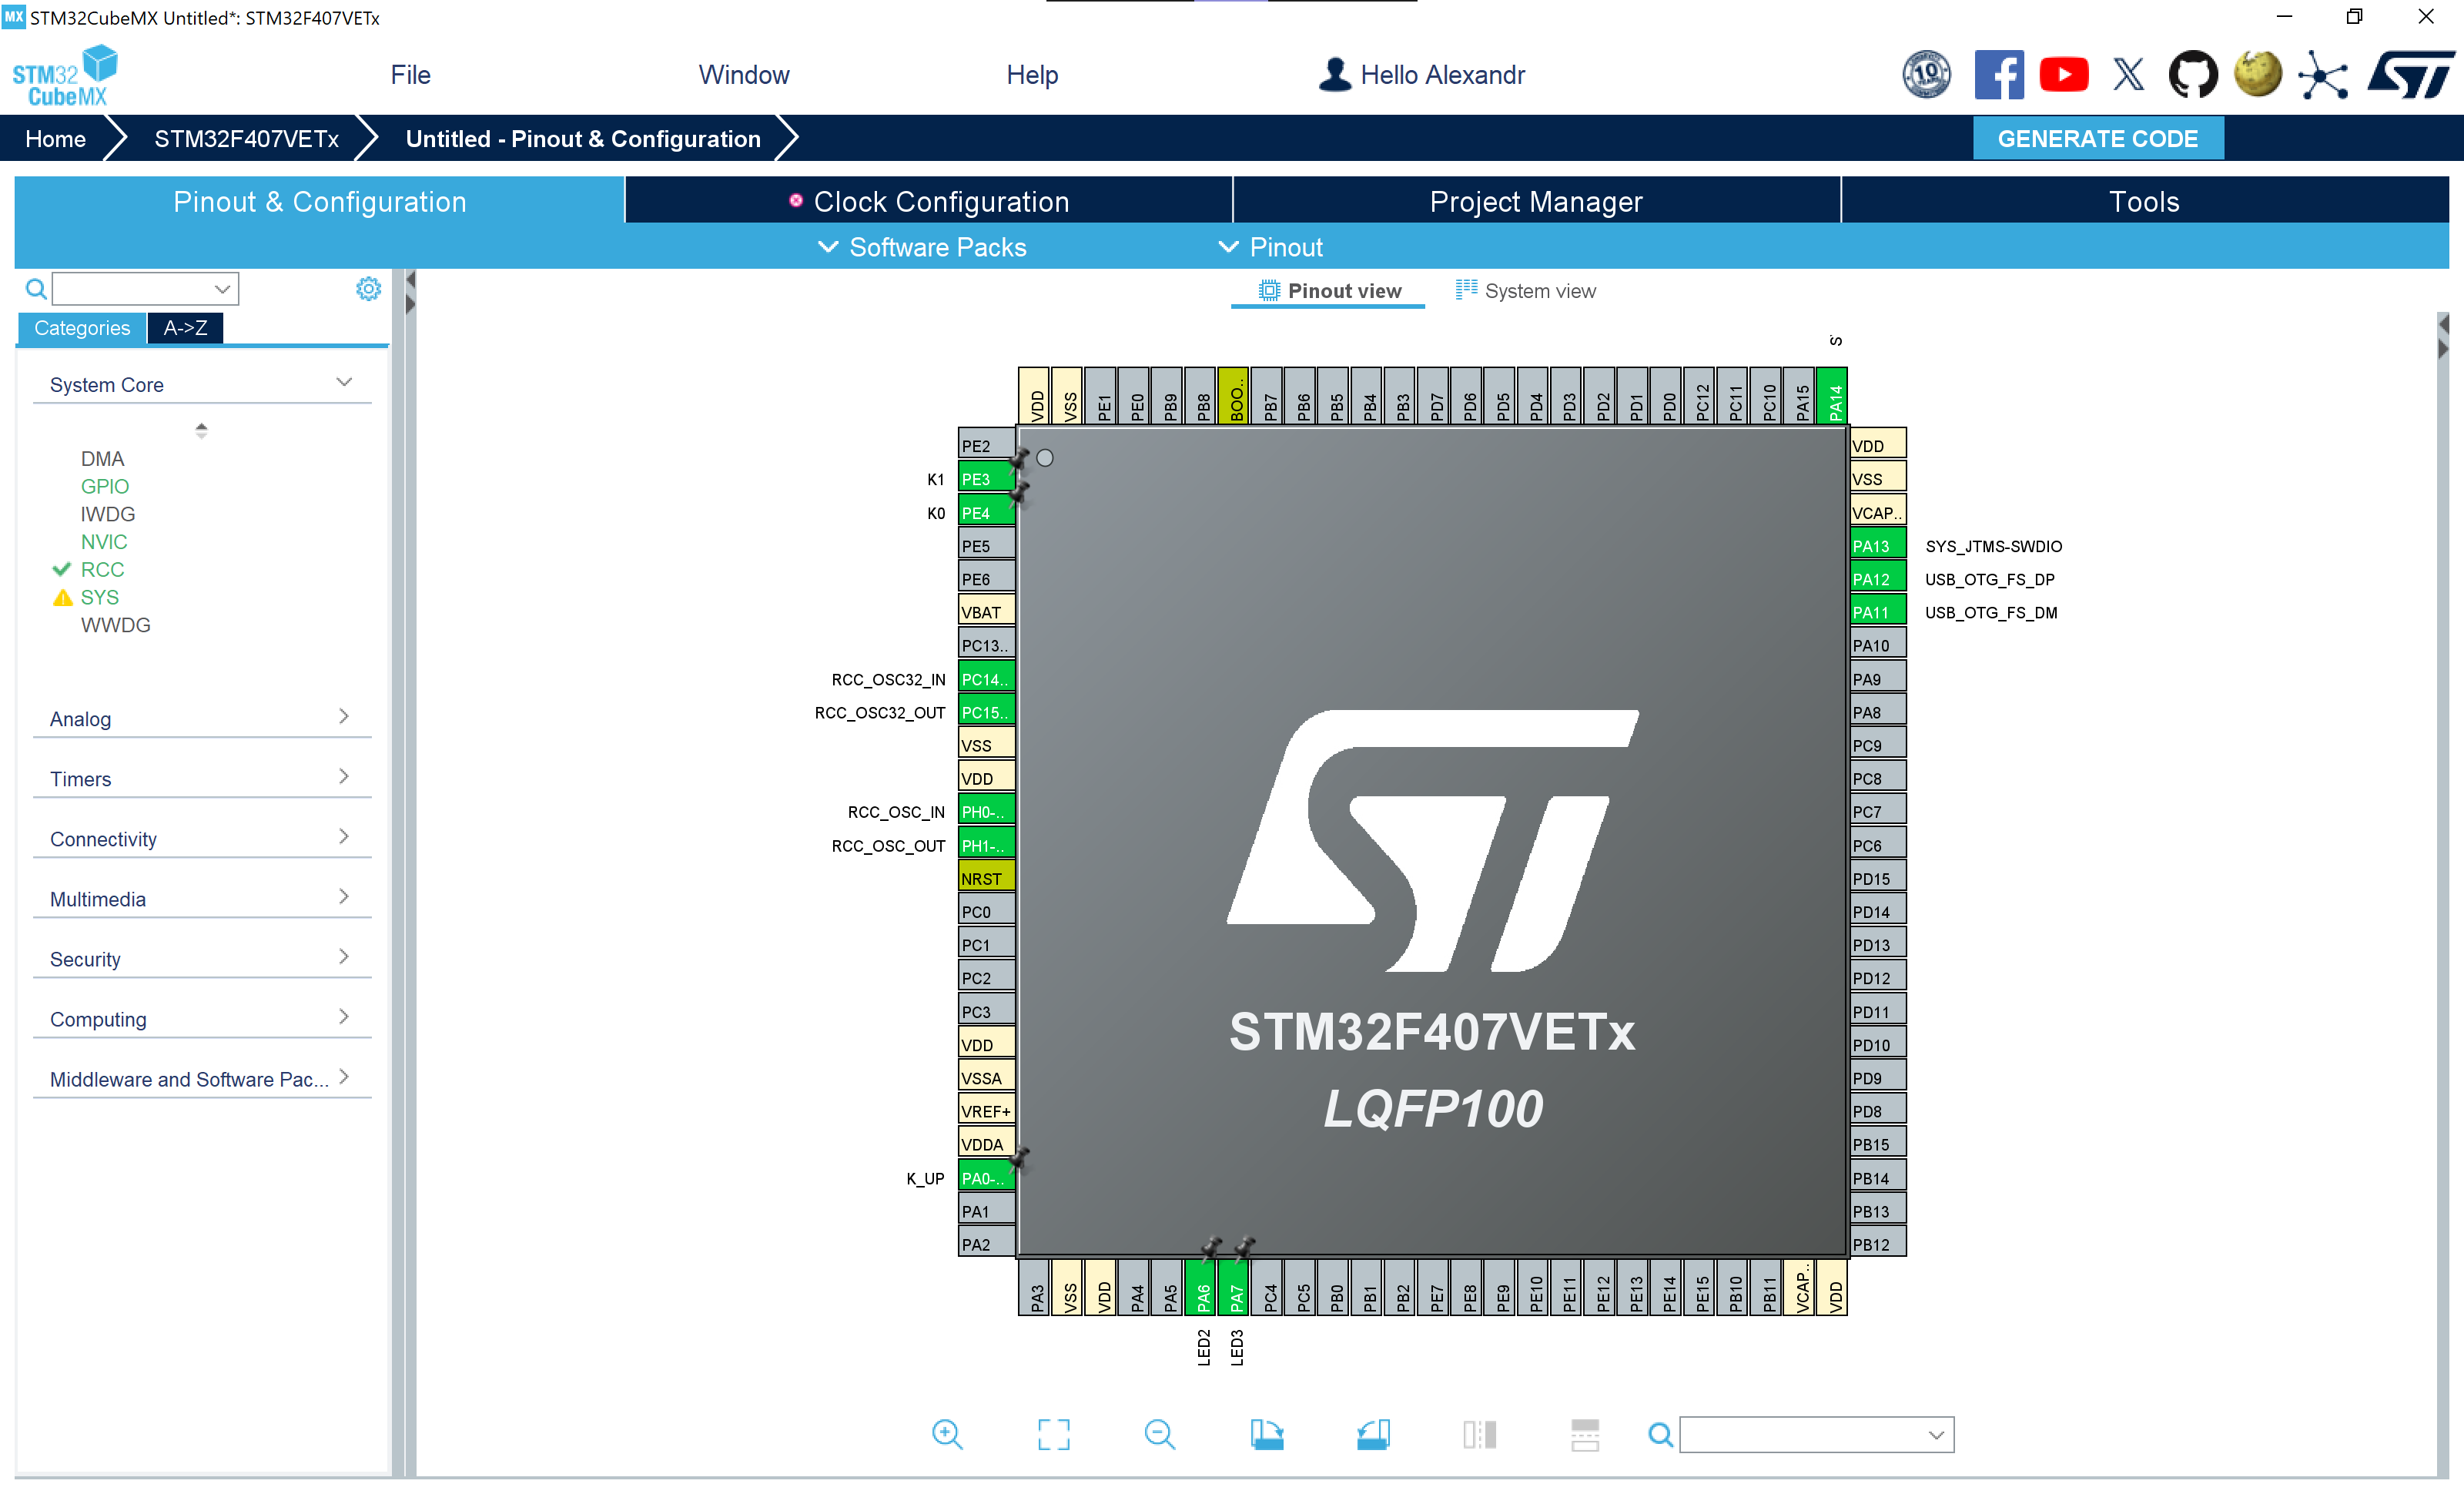 MX STM32CubeMX Untitled*: STM32F407VETx
STM32 CubeMX
File Window Help Hello Alexandr
10
Home STM32F407VETx Untitled - Pinout & Configuration GENERATE CODE
Pinout & Configuration Clock Configuration Project Manager Tools
Software Packs Pinout
Pinout view System view
Categories A->Z
System Core
DMA
GPIO
IWDG
NVIC
RCC
SYS
WWDG
Analog
Timers
Connectivity
Multimedia
Security
Computing
Middleware and Software Pac...
S
VDD VSS PE1 PE0 PB9 PB8 BOO.. PB7 PB6 PB5 PB4 PB3 PD7 PD6 PD5 PD4 PD3 PD2 PD1 PD0 PC12 PC11 PC10 PA15 PA14
PE2
K1 PE3
K0 PE4
PE5
PE6
VBAT
PC13..
RCC_OSC32_IN PC14..
RCC_OSC32_OUT PC15..
VSS
VDD
RCC_OSC_IN PH0-..
RCC_OSC_OUT PH1-..
NRST
PC0
PC1
PC2
PC3
VDD
VSSA
VREF+
VDDA
K_UP PA0-..
PA1
PA2
ST
STM32F407VETx
LQFP100
VDD
VSS
VCAP..
PA13 SYS_JTMS-SWDIO
PA12 USB_OTG_FS_DP
PA11 USB_OTG_FS_DM
PA10
PA9
PA8
PC9
PC8
PC7
PC6
PD15
PD14
PD13
PD12
PD11
PD10
PD9
PD8
PB15
PB14
PB13
PB12
PA3 VSS VDD PA4 PA5 PA6 PA7 PC4 PC5 PB0 PB1 PB2 PE7 PE8 PE9 PE10 PE11 PE12 PE13 PE14 PE15 PB10 PB11 VCAP.. VDD
LED2 LED3